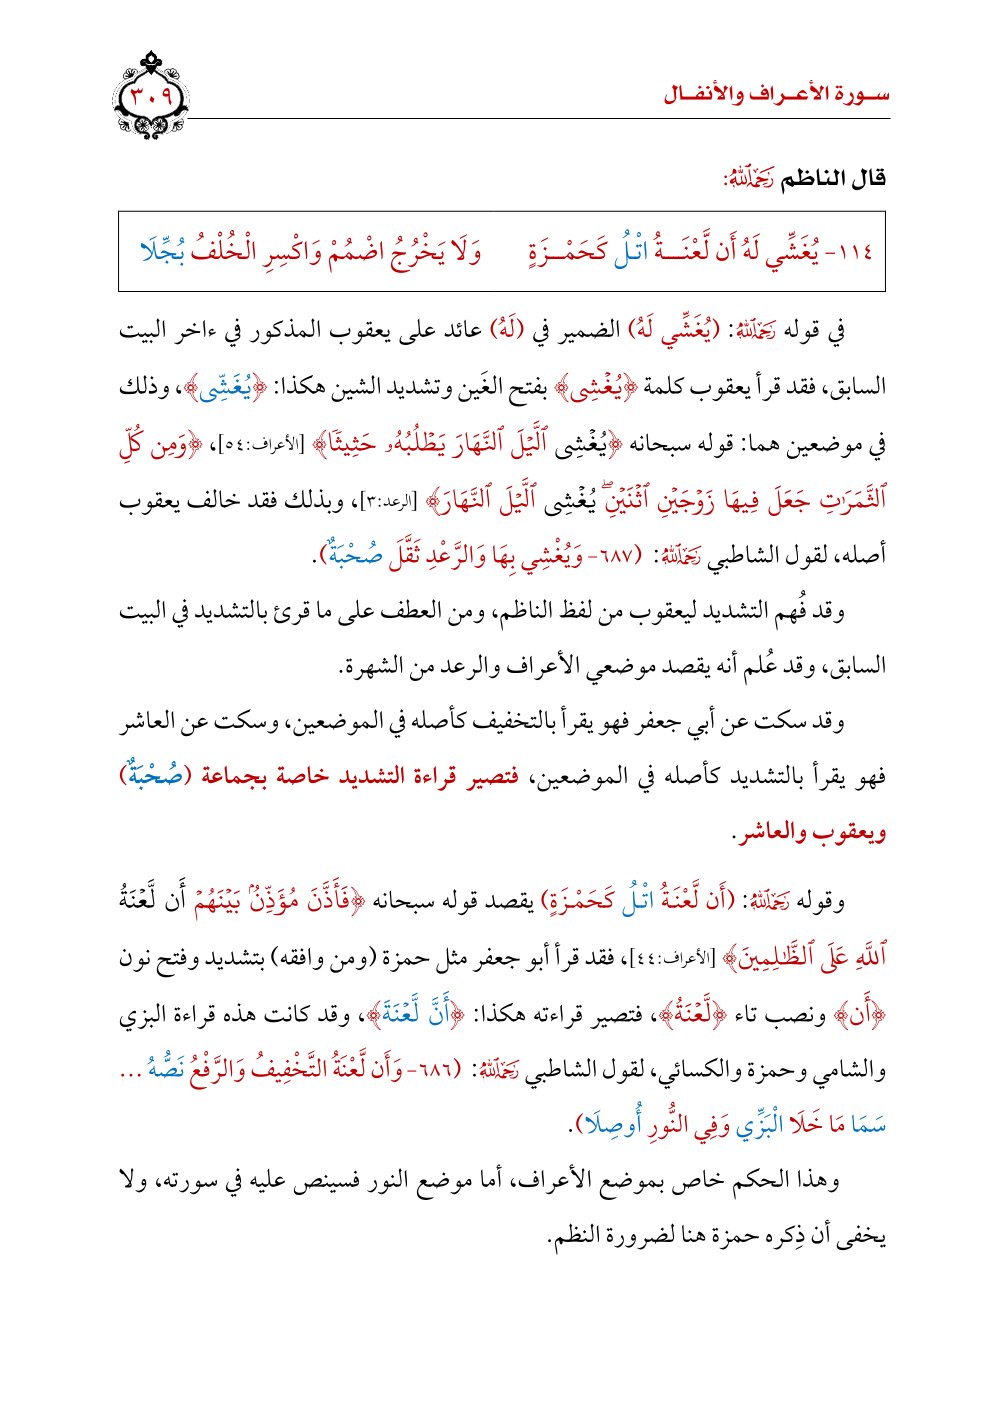 سـورة الأعـراف والأنفـال
٣٠٩
قال الناظم رَحِمَهُ ٱللَّهُ:
١١٤- يُغَشِّي لَهُ أَن لَّعْنَـــةُ اتْـلُ كَحَمْــزَةٍ وَلَا يَخْرُجُ اضْمُمْ وَاكْسِرِ الْخُلْفُ بُجِّلَا
في قوله رَحِمَهُ ٱللَّهُ: (يُغَشِّي لَهُ) الضمير في (لَهُ) عائد على يعقوب المذكور في ءاخر البيت
السابق، فقد قرأ يعقوب كلمة ﴿يُغْشِى﴾ بفتح الغَين وتشديد الشين هكذا: ﴿يُغَشِّى﴾، وذلك
في موضعين هما: قوله سبحانه ﴿يُغْشِى ٱلَّيْلَ ٱلنَّهَارَ يَطْلُبُهُۥ حَثِيثًا﴾ [الأعراف:٥٤]، ﴿وَمِن كُلِّ
ٱلثَّمَرَٰتِ جَعَلَ فِيهَا زَوْجَيْنِ ٱثْنَيْنِۖ يُغْشِى ٱلَّيْلَ ٱلنَّهَارَ﴾ [الرعد:٣]، وبذلك فقد خالف يعقوب
أصله، لقول الشاطبي رَحِمَهُ ٱللَّهُ: (٦٨٧- وَيُغْشِي بِهَا وَالرَّعْدِ ثَقَّلَ صُحْبَةٌ).
وقد فُهم التشديد ليعقوب من لفظ الناظم، ومن العطف على ما قرئ بالتشديد في البيت
السابق، وقد عُلم أنه يقصد موضعي الأعراف والرعد من الشهرة.
وقد سكت عن أبي جعفر فهو يقرأ بالتخفيف كأصله في الموضعين، وسكت عن العاشر
فهو يقرأ بالتشديد كأصله في الموضعين، فتصير قراءة التشديد خاصة بجماعة (صُحْبَةٌ)
ويعقوب والعاشر.
وقوله رَحِمَهُ ٱللَّهُ: (أَن لَّعْنَةُ اتْـلُ كَحَمْـزَةٍ) يقصد قوله سبحانه ﴿فَأَذَّنَ مُؤَذِّنُۢ بَيْنَهُمْ أَن لَّعْنَةُ
ٱللَّهِ عَلَى ٱلظَّٰلِمِينَ﴾ [الأعراف:٤٤]، فقد قرأ أبو جعفر مثل حمزة (ومن وافقه) بتشديد وفتح نون
﴿أَن﴾ ونصب تاء ﴿لَّعْنَةُ﴾، فتصير قراءته هكذا: ﴿أَنَّ لَّعْنَةَ﴾، وقد كانت هذه قراءة البزي
والشامي وحمزة والكسائي، لقول الشاطبي رَحِمَهُ ٱللَّهُ: (٦٨٦- وَأَن لَّعْنَةُ التَّخْفِيفُ وَالرَّفْعُ نَصُّهُ ...
سَمَا مَا خَلَا الْبَزِّي وَفِي النُّورِ أُوصِلَا).
وهذا الحكم خاص بموضع الأعراف، أما موضع النور فسينص عليه في سورته، ولا
يخفى أن ذِكره حمزة هنا لضرورة النظم.